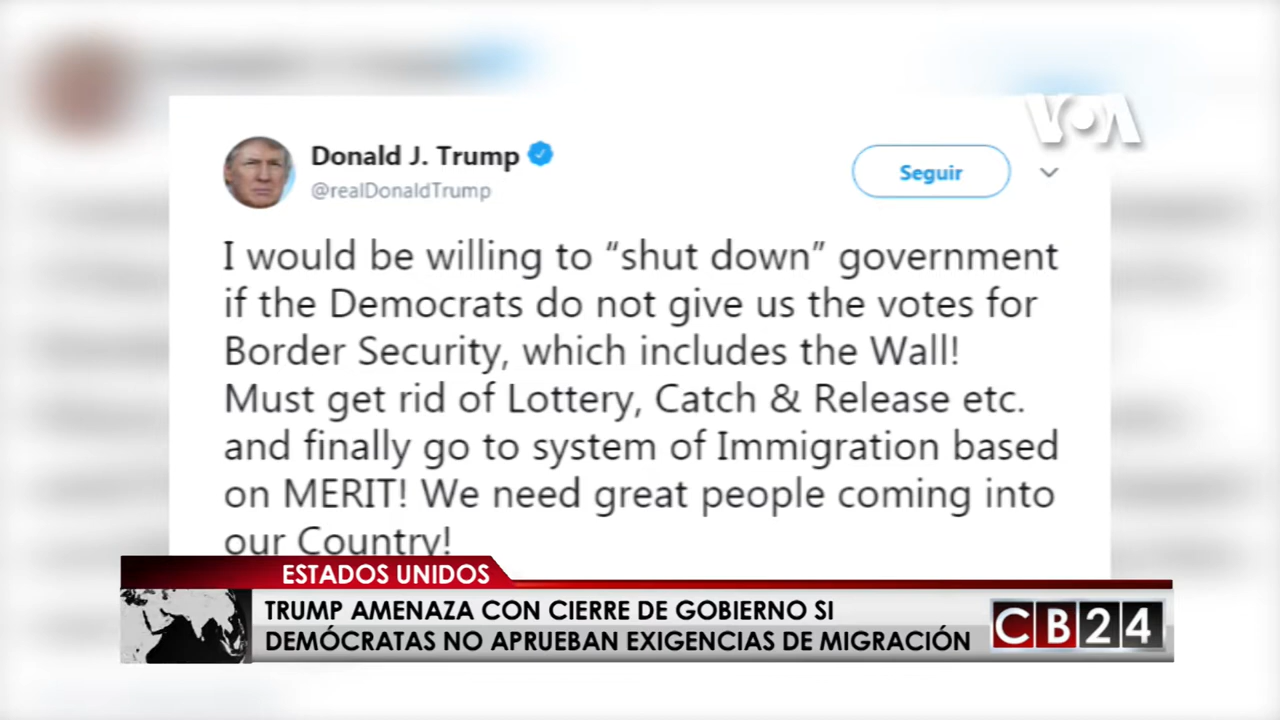 VOA
Donald J. Trump
@realDonaldTrump
Seguir
I would be willing to “shut down” government
if the Democrats do not give us the votes for
Border Security, which includes the Wall!
Must get rid of Lottery, Catch & Release etc.
and finally go to system of Immigration based
on MERIT! We need great people coming into
our Country!
ESTADOS UNIDOS
TRUMP AMENAZA CON CIERRE DE GOBIERNO SI
DEMÓCRATAS NO APRUEBAN EXIGENCIAS DE MIGRACIÓN
CB24